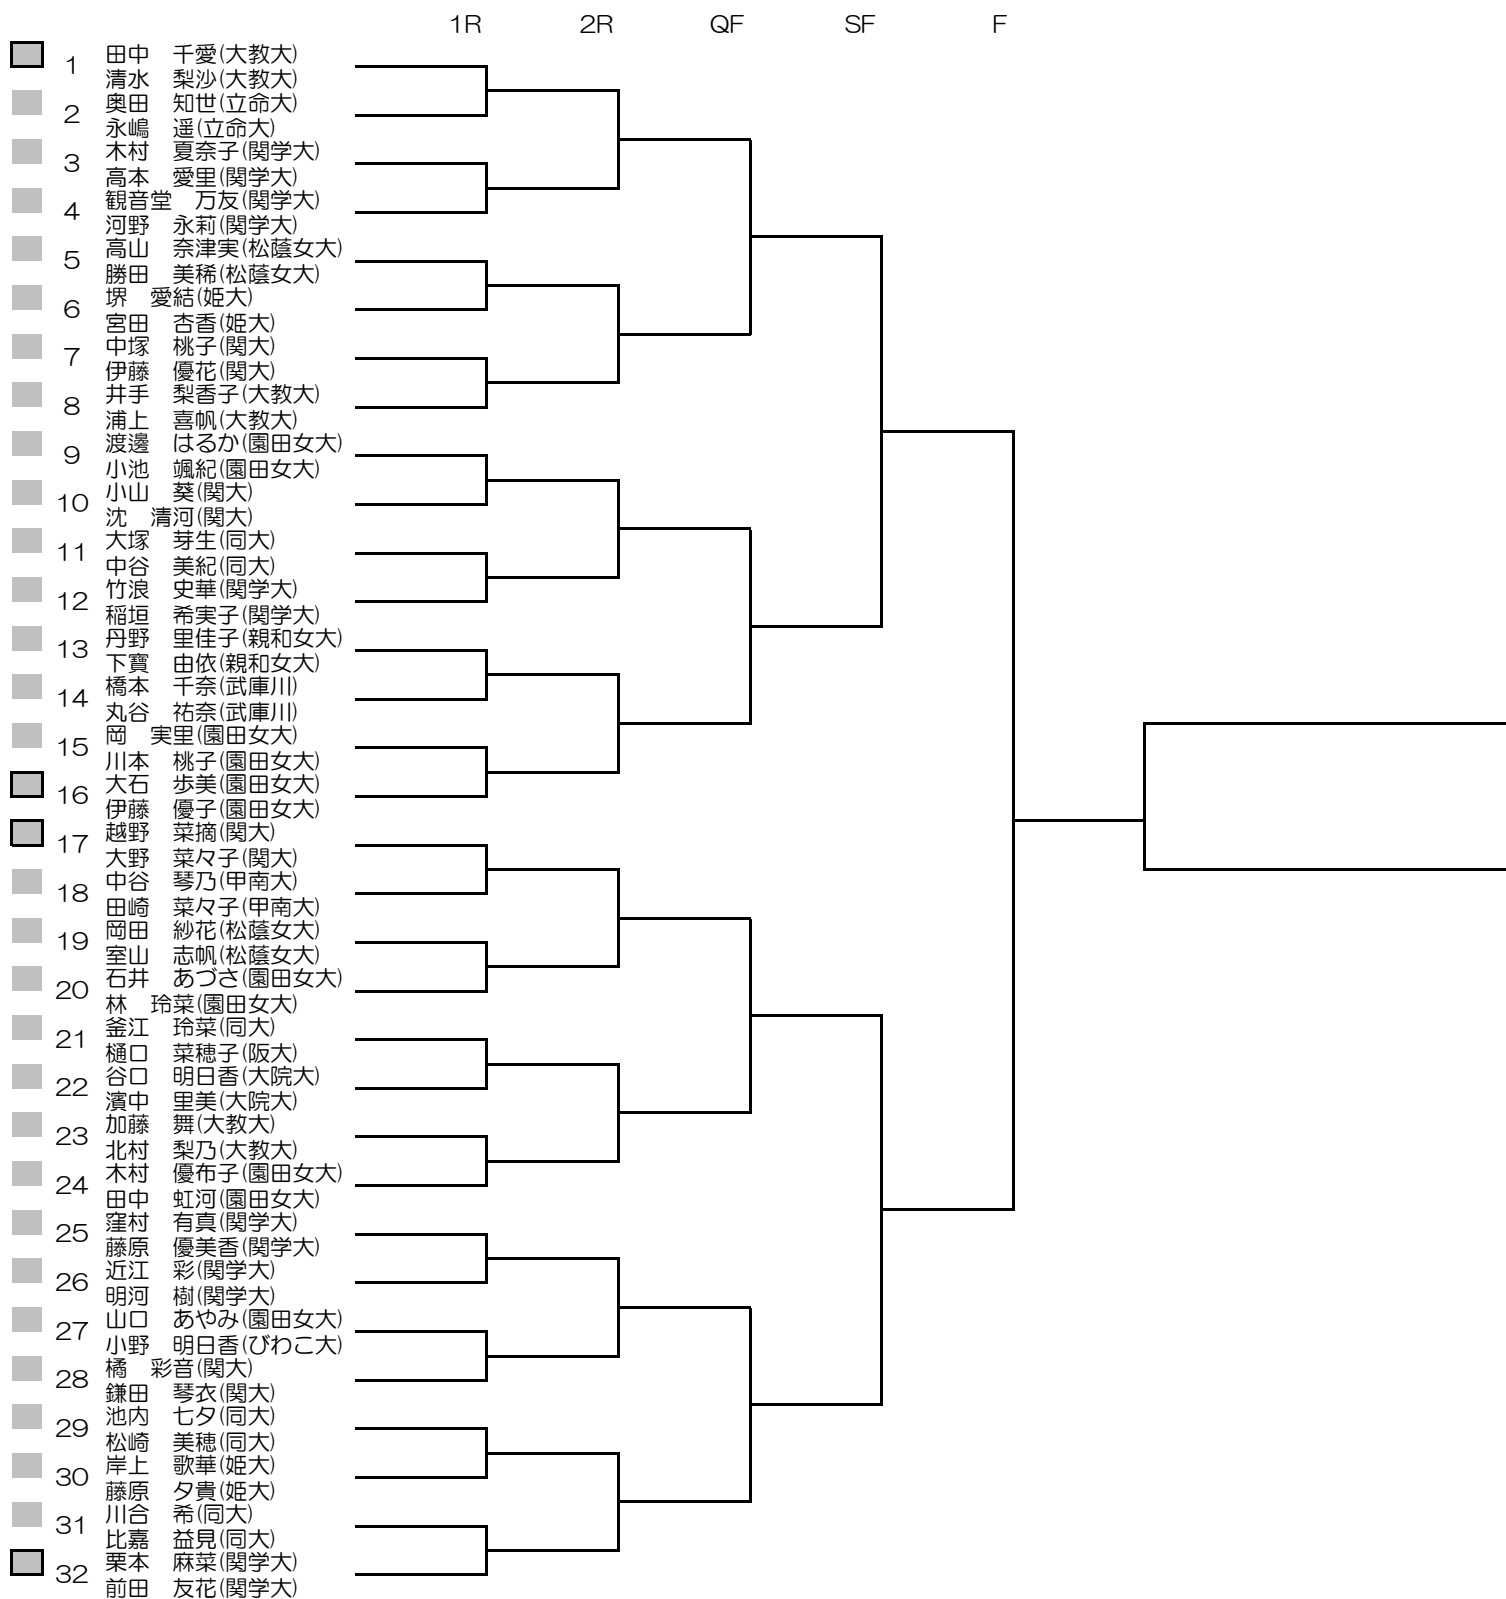 1R 2R QF SF F
田中　千愛(大教大)
1
清水　梨沙(大教大)
奥田　知世(立命大)
2
永嶋　遥(立命大)
木村　夏奈子(関学大)
3
高本　愛里(関学大)
観音堂　万友(関学大)
4
河野　永莉(関学大)
高山　奈津実(松蔭女大)
5
勝田　美稀(松蔭女大)
堺　愛結(姫大)
6
宮田　杏香(姫大)
中塚　桃子(関大)
7
伊藤　優花(関大)
井手　梨香子(大教大)
8
浦上　喜帆(大教大)
渡邊　はるか(園田女大)
9
小池　颯紀(園田女大)
小山　葵(関大)
10
沈　清河(関大)
大塚　芽生(同大)
11
中谷　美紀(同大)
竹浪　史華(関学大)
12
稲垣　希実子(関学大)
丹野　里佳子(親和女大)
13
下寶　由依(親和女大)
橋本　千奈(武庫川)
14
丸谷　祐奈(武庫川)
岡　実里(園田女大)
15
川本　桃子(園田女大)
大石　歩美(園田女大)
16
伊藤　優子(園田女大)
越野　菜摘(関大)
17
大野　菜々子(関大)
中谷　琴乃(甲南大)
18
田崎　菜々子(甲南大)
岡田　紗花(松蔭女大)
19
室山　志帆(松蔭女大)
石井　あづさ(園田女大)
20
林　玲菜(園田女大)
釜江　玲菜(同大)
21
樋口　菜穂子(阪大)
谷口　明日香(大院大)
22
濱中　里美(大院大)
加藤　舞(大教大)
23
北村　梨乃(大教大)
木村　優布子(園田女大)
24
田中　虹河(園田女大)
窪村　有真(関学大)
25
藤原　優美香(関学大)
近江　彩(関学大)
26
明河　樹(関学大)
山口　あやみ(園田女大)
27
小野　明日香(びわこ大)
橘　彩音(関大)
28
鎌田　琴衣(関大)
池内　七夕(同大)
29
松崎　美穂(同大)
岸上　歌華(姫大)
30
藤原　夕貴(姫大)
川合　希(同大)
31
比嘉　益見(同大)
栗本　麻菜(関学大)
32
前田　友花(関学大)